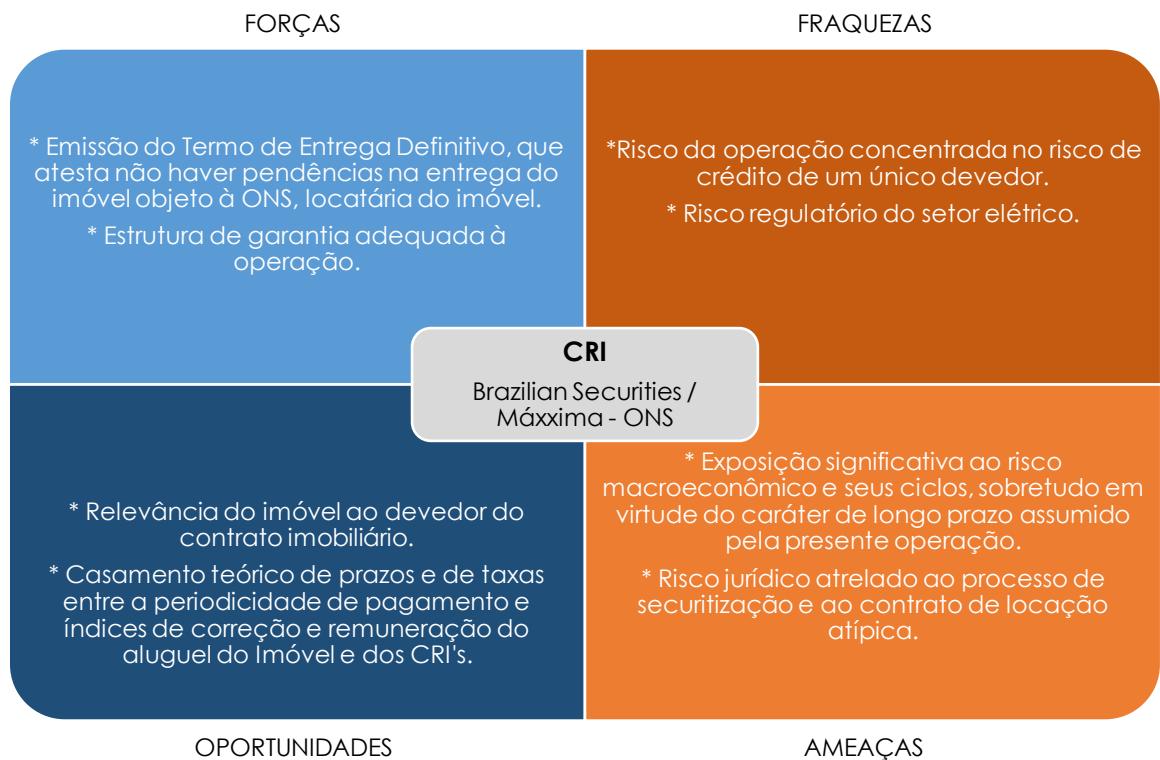 FORÇAS
FRAQUEZAS
* Emissão do Termo de Entrega Definitivo, que
atesta não haver pendências na entrega do
imóvel objeto à ONS, locatária do imóvel.
* Estrutura de garantia adequada à
operação.
*Risco da operação concentrada no risco de
crédito de um único devedor.
* Risco regulatório do setor elétrico.
CRI
Brazilian Securities /
Máxxima - ONS
* Relevância do imóvel ao devedor do
contrato imobiliário.
* Casamento teórico de prazos e de taxas
entre a periodicidade de pagamento e
índices de correção e remuneração do
aluguel do Imóvel e dos CRI's.
* Exposição significativa ao risco
macroeconômico e seus ciclos, sobretudo em
virtude do caráter de longo prazo assumido
pela presente operação.
* Risco jurídico atrelado ao processo de
securitização e ao contrato de locação
atípica.
OPORTUNIDADES
AMEAÇAS